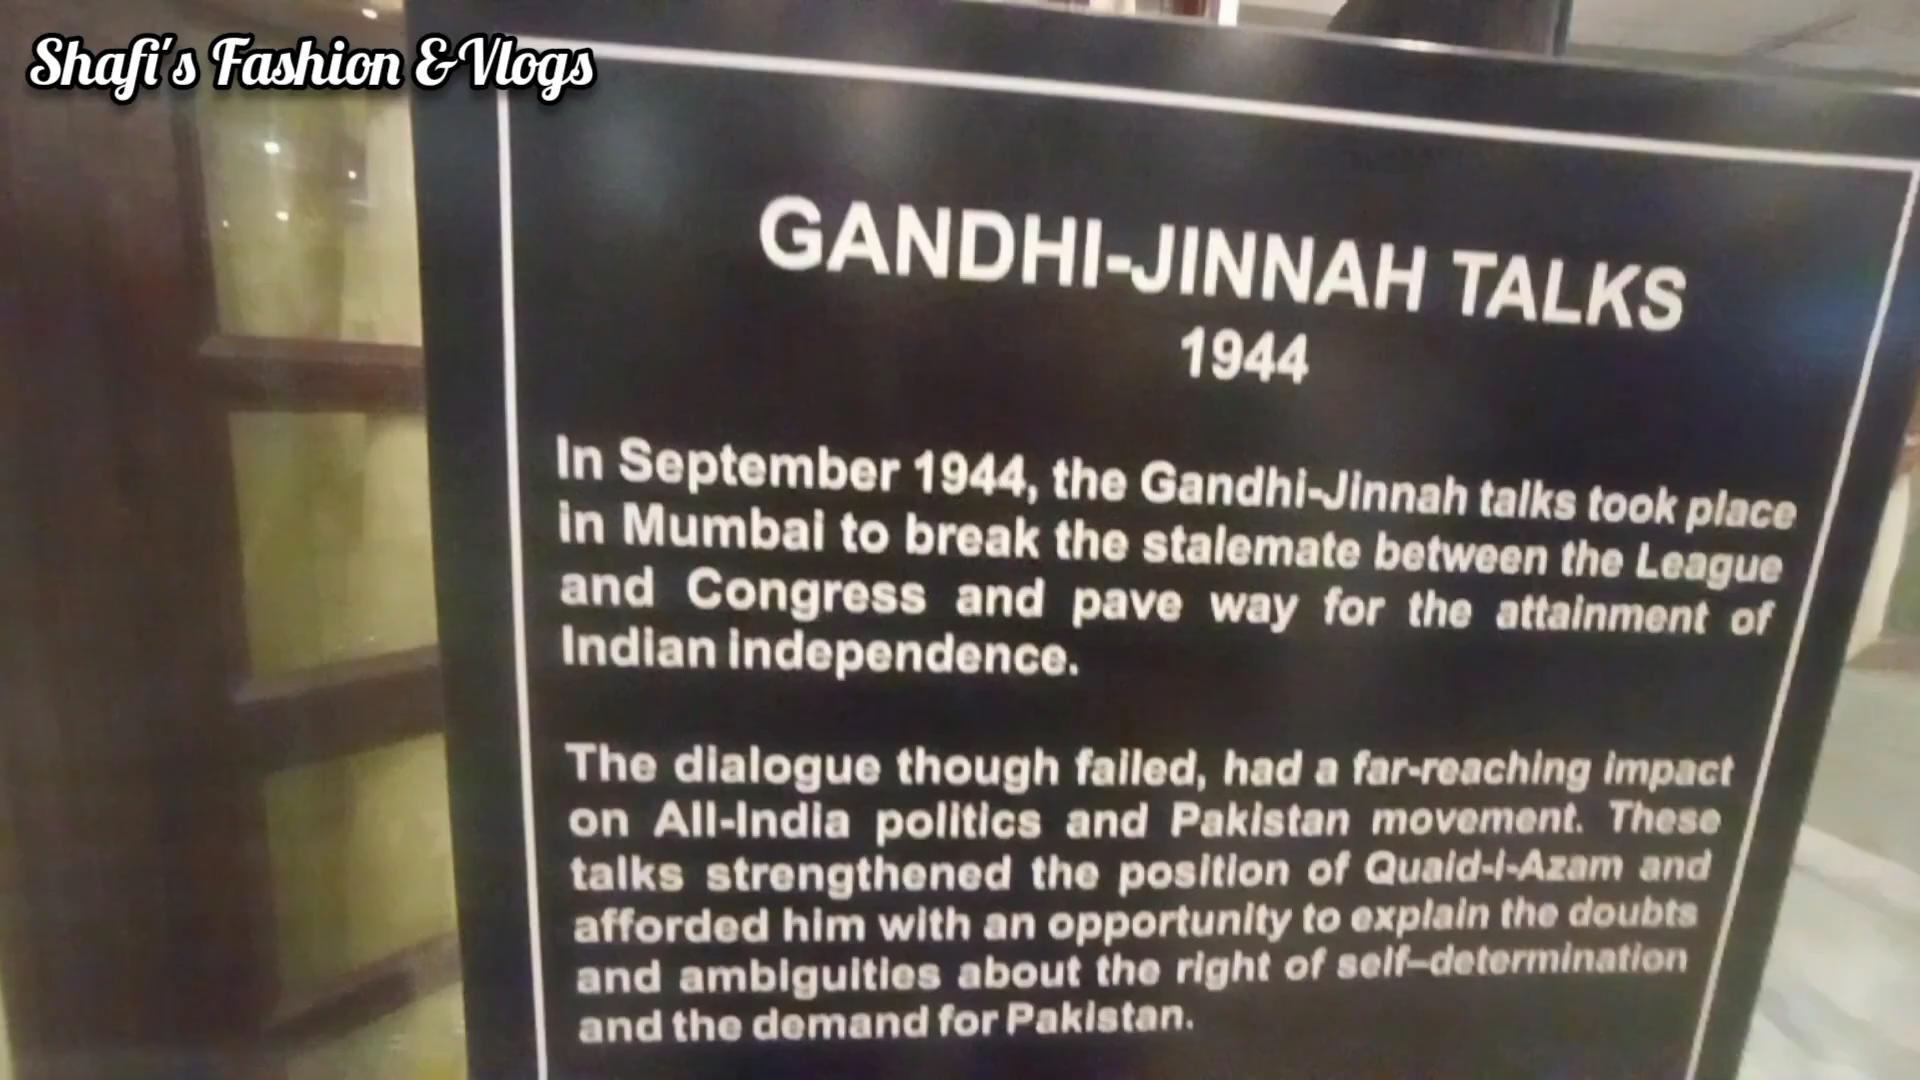 Shafi's Fashion & Vlogs
GANDHI-JINNAH TALKS
1944
In September 1944, the Gandhi-Jinnah talks took place
in Mumbai to break the stalemate between the League
and Congress and pave way for the attainment of
Indian independence.
The dialogue though failed, had a far-reaching impact
on All-India politics and Pakistan movement. These
talks strengthened the position of Quaid-i-Azam and
afforded him with an opportunity to explain the doubts
and ambiguities about the right of self–determination
and the demand for Pakistan.